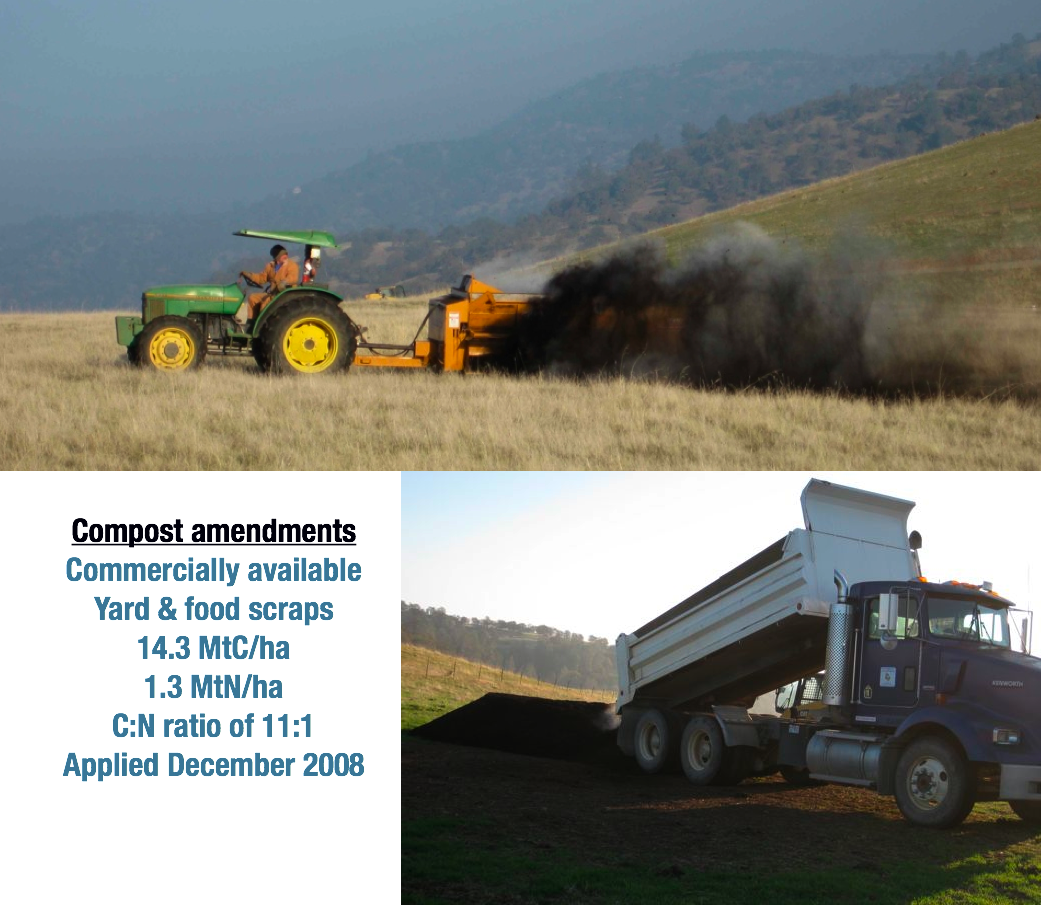 Compost amendments
Commercially available
Yard & food scraps
14.3 MtC/ha
1.3 MtN/ha
C:N ratio of 11:1
Applied December 2008
KENWORTH